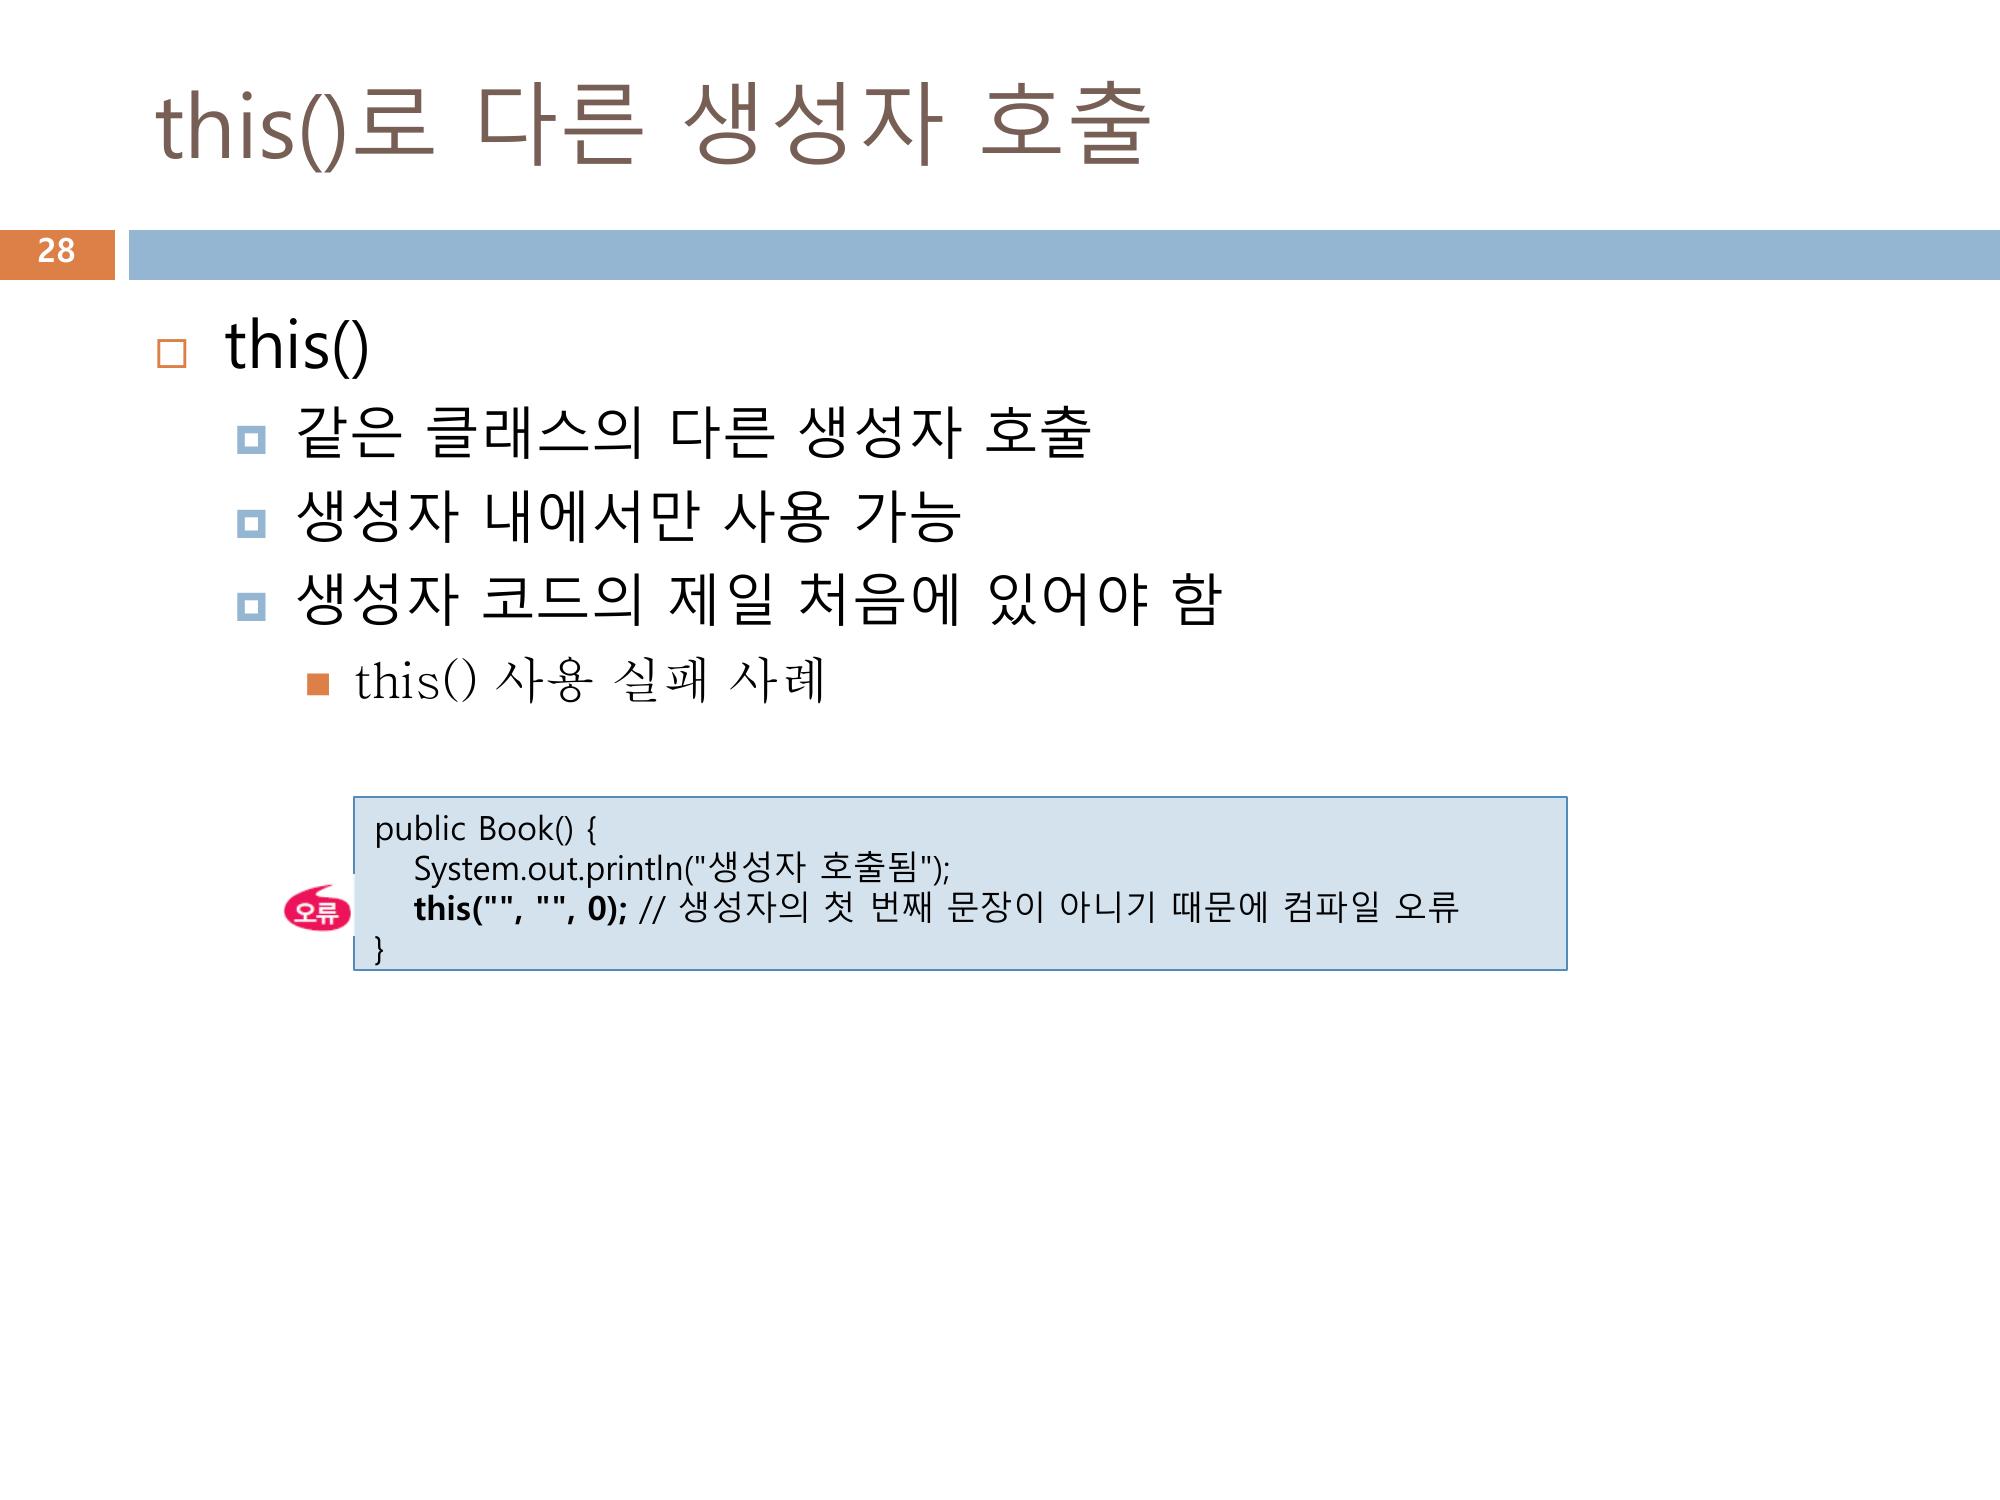 this()로 다른 생성자 호출
28
this()
같은 클래스의 다른 생성자 호출
생성자 내에서만 사용 가능
생성자 코드의 제일 처음에 있어야 함
this() 사용 실패 사례
public Book() {
System.out.println("생성자 호출됨");
오류 this("", "", 0); // 생성자의 첫 번째 문장이 아니기 때문에 컴파일 오류
}